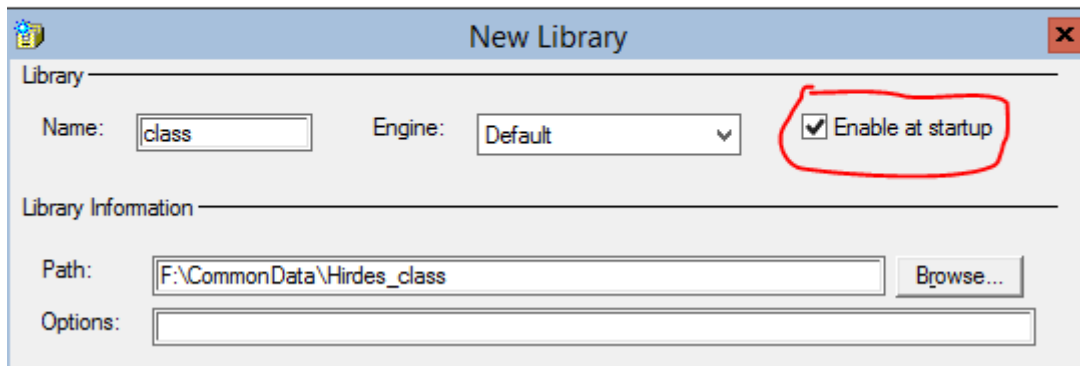 New Library
Library
Name: class Engine: Default Enable at startup
Library Information
Path: F:\CommonData\Hirdes_class Browse...
Options: